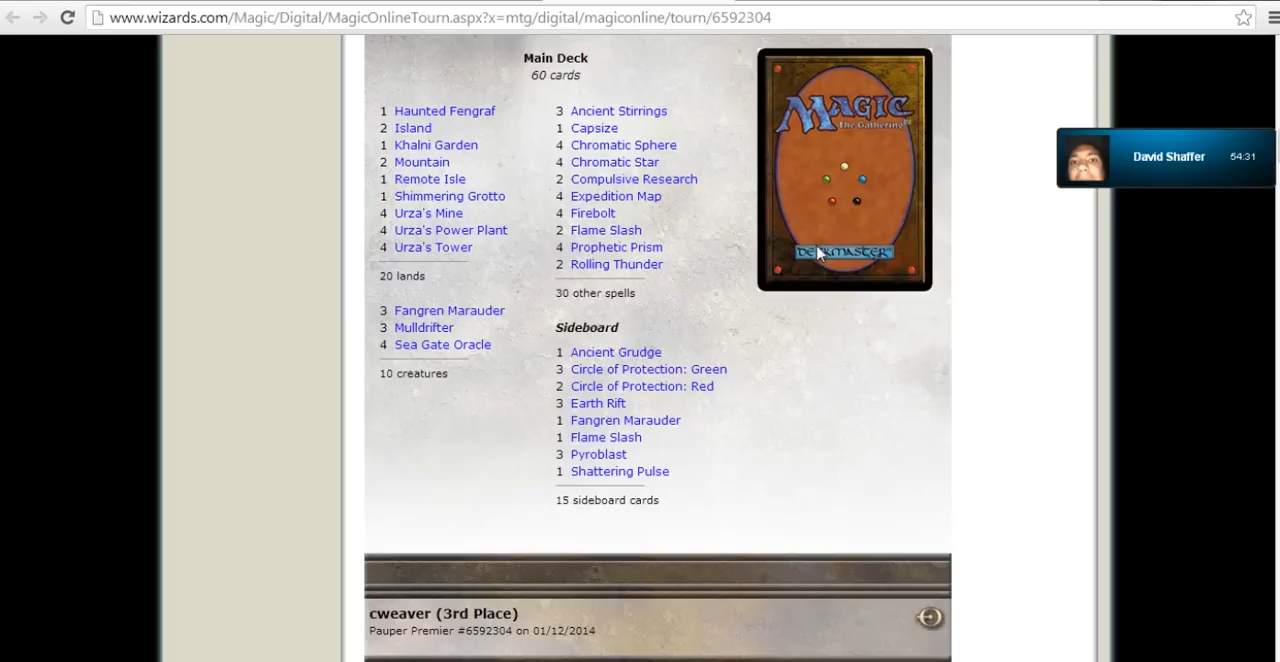 www.wizards.com/Magic/Digital/MagicOnlineTourn.aspx?x=mtg/digital/magiconline/tourn/6592304
Main Deck
60 cards
1 Haunted Fengraf
2 Island
1 Khalni Garden
2 Mountain
1 Remote Isle
1 Shimmering Grotto
4 Urza's Mine
4 Urza's Power Plant
4 Urza's Tower
20 lands
3 Fangren Marauder
3 Mulldrifter
4 Sea Gate Oracle
10 creatures
3 Ancient Stirrings
1 Capsize
4 Chromatic Sphere
4 Chromatic Star
2 Compulsive Research
4 Expedition Map
4 Firebolt
2 Flame Slash
4 Prophetic Prism
2 Rolling Thunder
30 other spells
Sideboard
1 Ancient Grudge
3 Circle of Protection: Green
2 Circle of Protection: Red
3 Earth Rift
1 Fangren Marauder
1 Flame Slash
3 Pyroblast
1 Shattering Pulse
15 sideboard cards
MAGIC
The Gathering
DECKMASTER
David Shaffer 54:31
cweaver (3rd Place)
Pauper Premier #6592304 on 01/12/2014